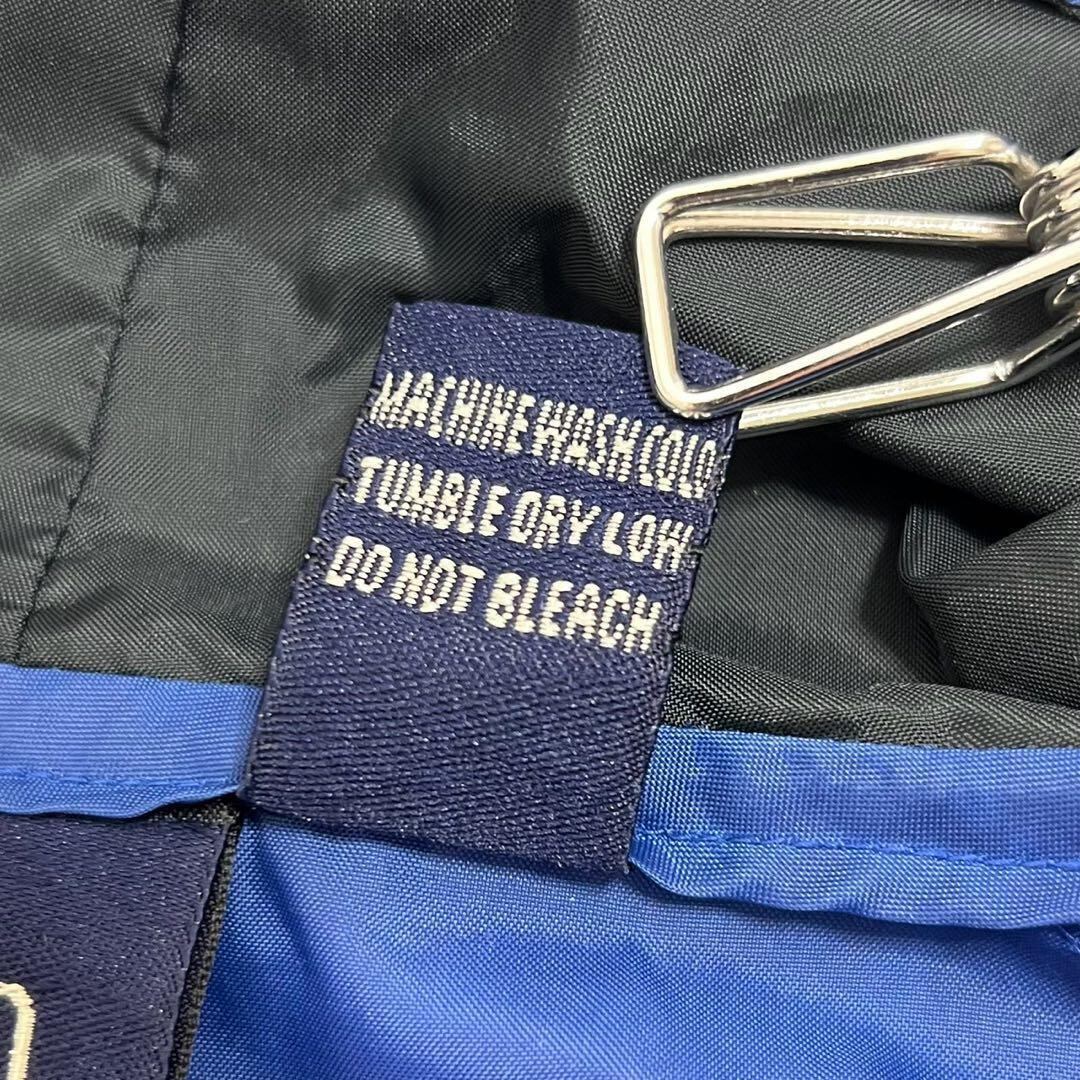 MACHINE WASH COLD
TUMBLE DRY LOW
DO NOT BLEACH